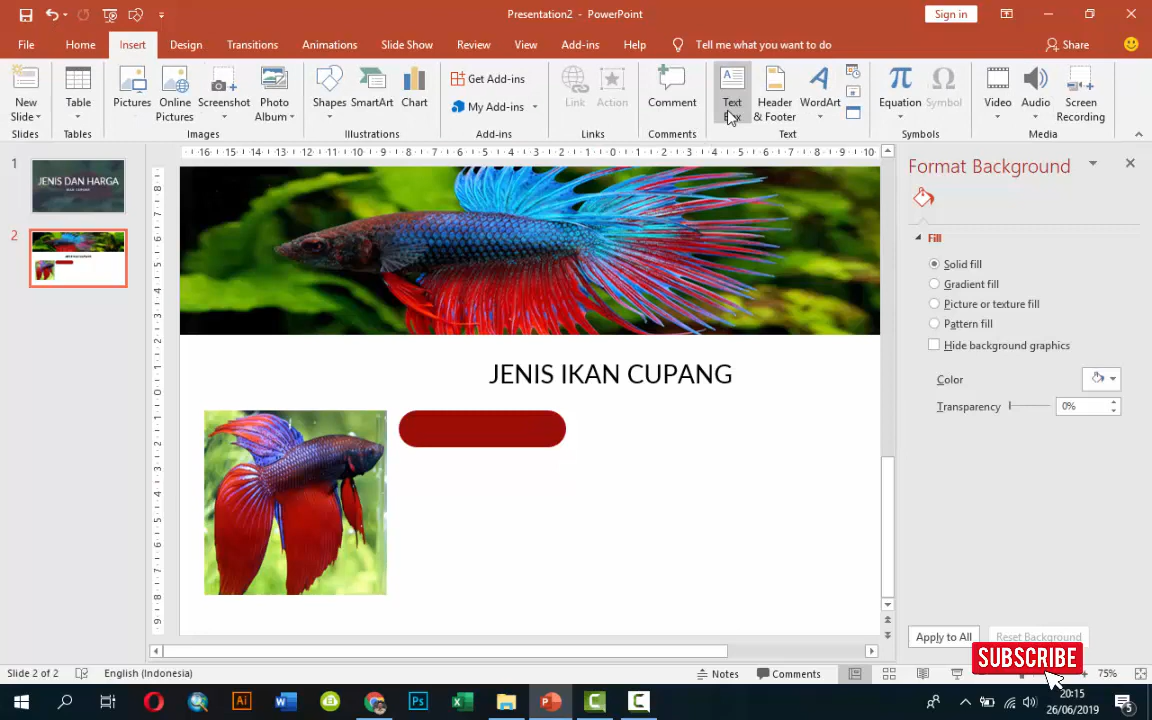 Presentation2 - PowerPoint
Sign in
File
Home
Insert
Design
Transitions
Animations
Slide Show
Review
View
Add-ins
Help
Tell me what you want to do
Share
New Slide
Table
Pictures
Online Pictures
Screenshot
Photo Album
Shapes
SmartArt
Chart
Get Add-ins
My Add-ins
Link
Action
Comment
Text Box
Header & Footer
WordArt
Equation
Symbol
Video
Audio
Screen Recording
Slides
Tables
Images
Illustrations
Add-ins
Links
Comments
Text
Symbols
Media
1
JENIS DAN HARGA
2
JENIS IKAN CUPANG
Format Background
Fill
Solid fill
Gradient fill
Picture or texture fill
Pattern fill
Hide background graphics
Color
Transparency
0%
Apply to All
Reset Background
SUBSCRIBE
Slide 2 of 2
English (Indonesia)
Notes
Comments
75%
20:15
26/06/2019
5